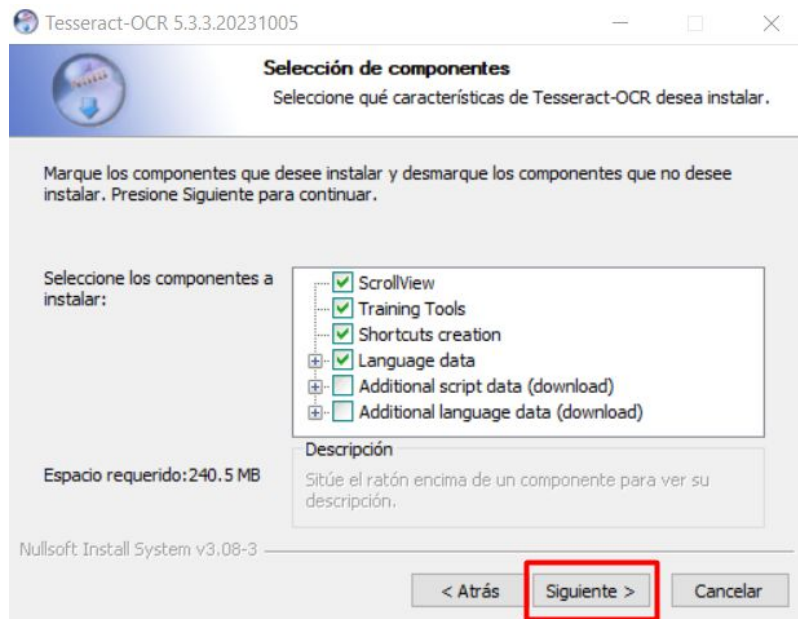 Tesseract-OCR 5.3.3.20231005
Selección de componentes
Seleccione qué características de Tesseract-OCR desea instalar.
Marque los componentes que desee instalar y desmarque los componentes que no desee
instalar. Presione Siguiente para continuar.
Seleccione los componentes a
instalar:
ScrollView
Training Tools
Shortcuts creation
Language data
Additional script data (download)
Additional language data (download)
Espacio requerido:240.5 MB
Descripción
Sitúe el ratón encima de un componente para ver su
descripción.
Nullsoft Install System v3.08-3
< Atrás
Siguiente >
Cancelar